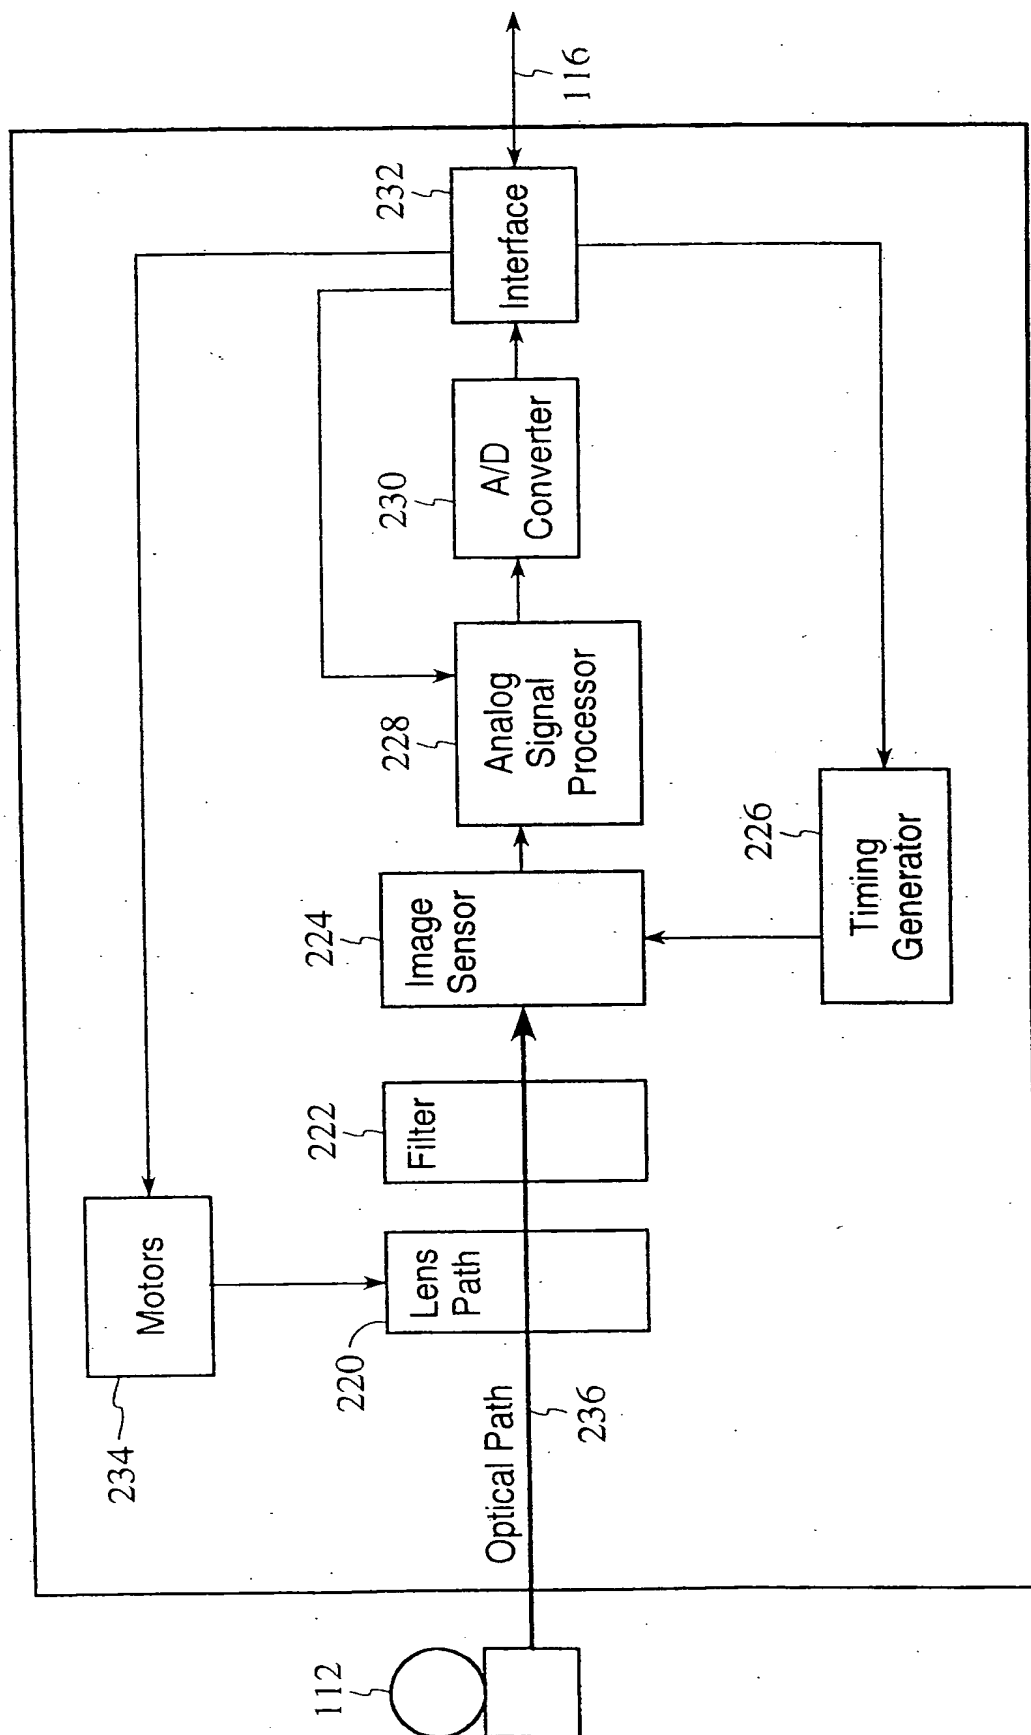 112
Optical Path
236
234
Motors
220
Lens
Path
222
Filter
224
Image
Sensor
226
Timing
Generator
228
Analog
Signal
Processor
230
A/D
Converter
232
Interface
116